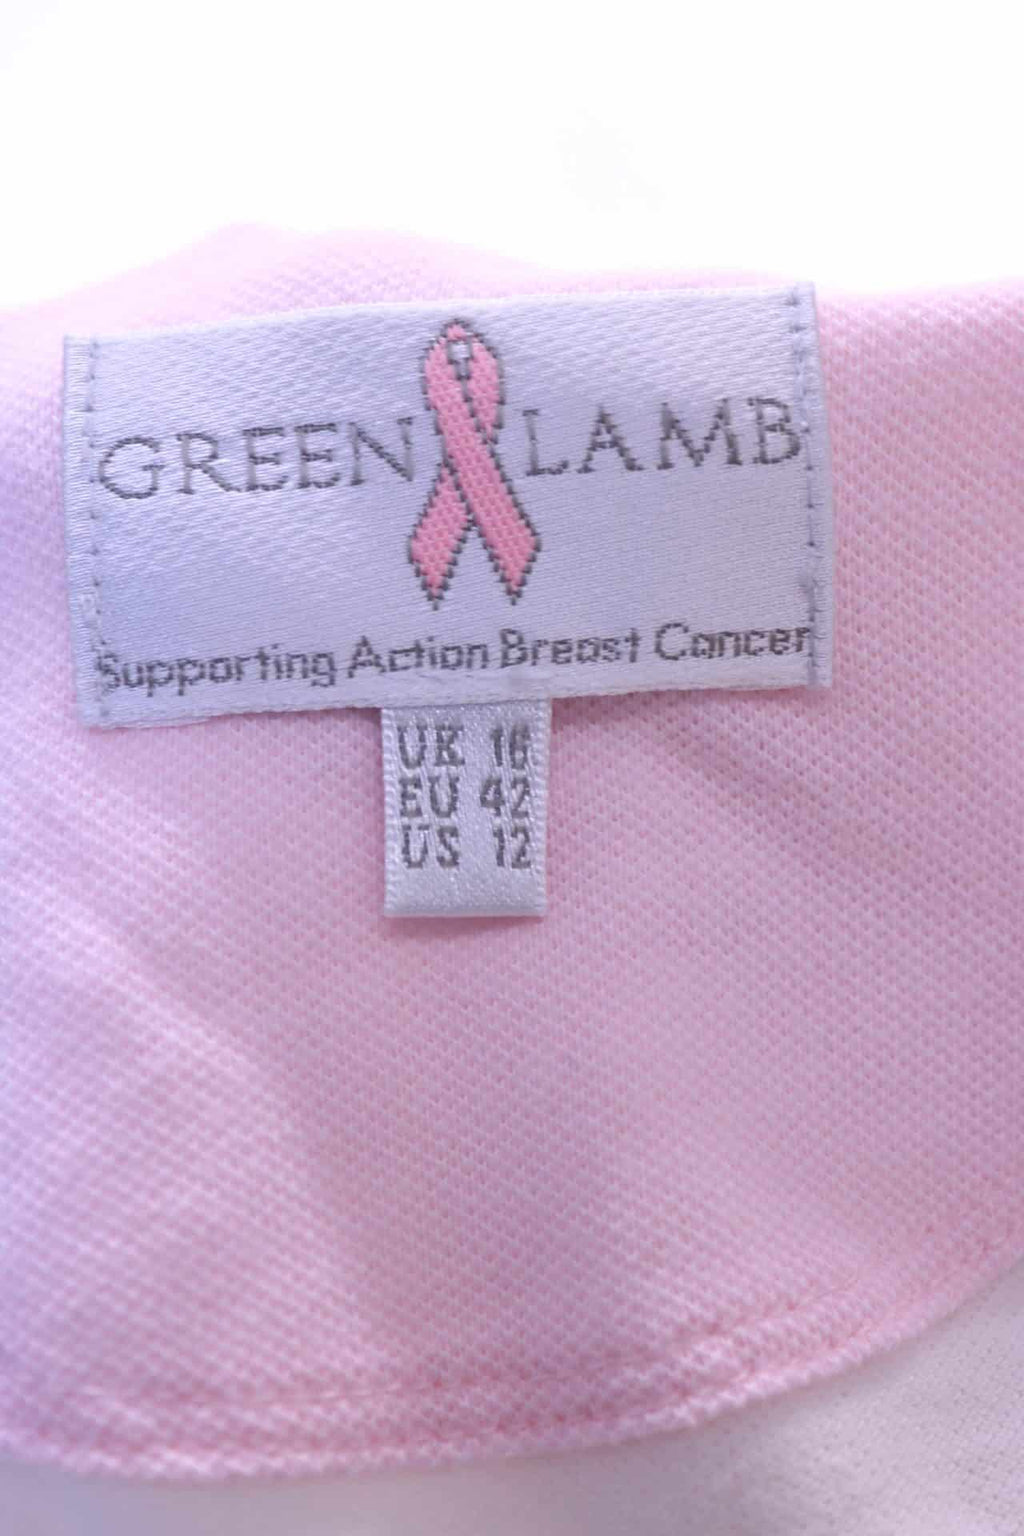 GREEN LAMB
Supporting Action Breast Cancer
UK 16
EU 42
US 12